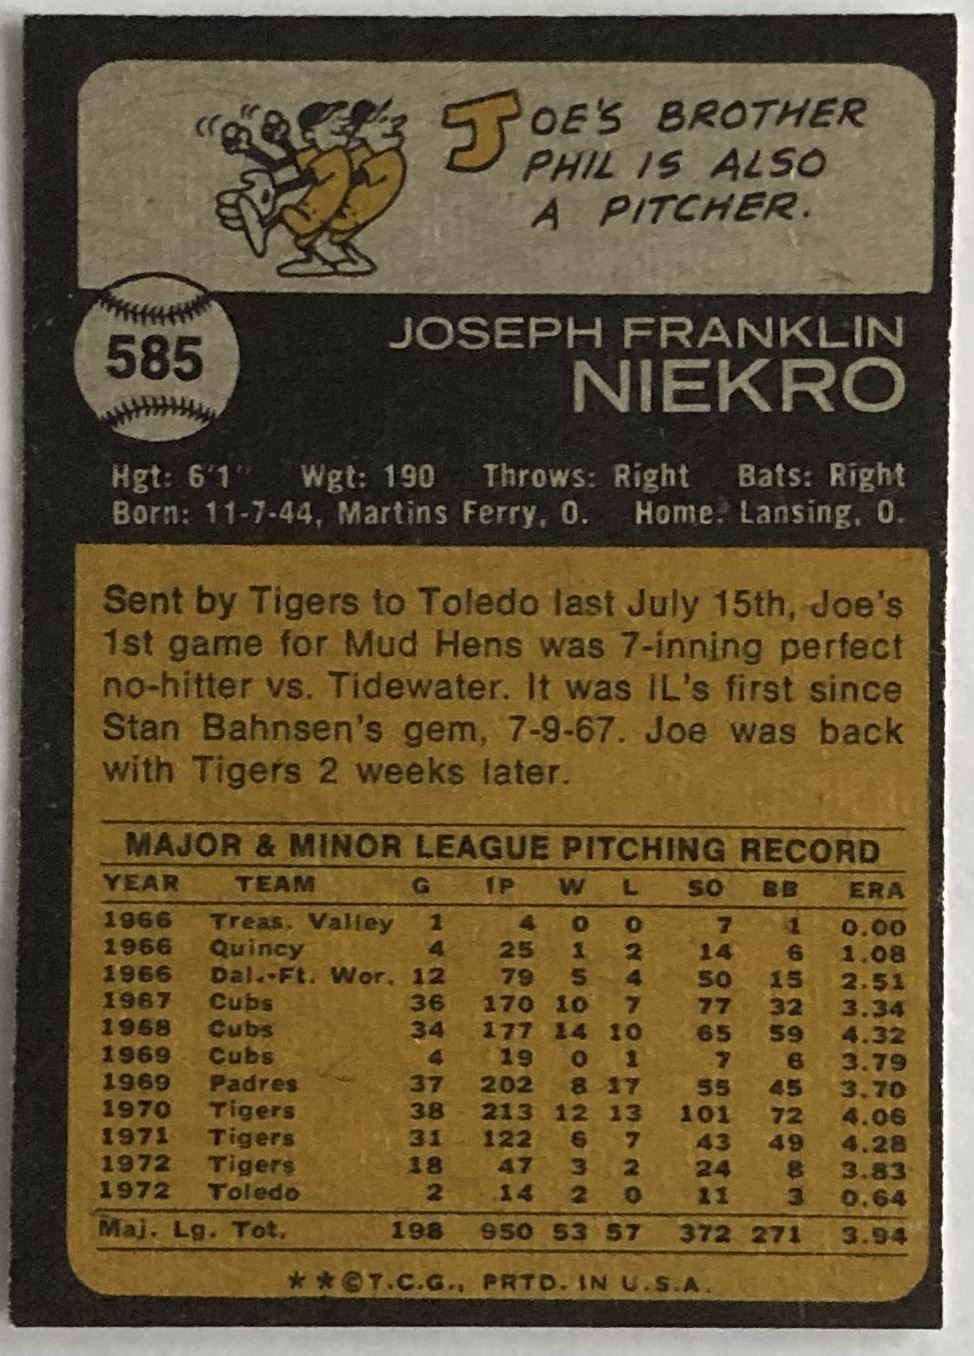 JOE'S BROTHER
PHIL IS ALSO
A PITCHER.
585
JOSEPH FRANKLIN
NIEKRO
Hgt: 6'1" Wgt: 190 Throws: Right Bats: Right
Born: 11-7-44, Martins Ferry, O. Home: Lansing, O.
Sent by Tigers to Toledo last July 15th, Joe's
1st game for Mud Hens was 7-inning perfect
no-hitter vs. Tidewater. It was IL's first since
Stan Bahnsen's gem, 7-9-67. Joe was back
with Tigers 2 weeks later.
MAJOR & MINOR LEAGUE PITCHING RECORD
YEAR TEAM G IP W L SO BB ERA
1966 Treas. Valley 1 4 0 0 7 1 0.00
1966 Quincy 4 25 1 2 14 6 1.08
1966 Dal.-Ft. Wor. 12 79 5 4 50 15 2.51
1967 Cubs 36 170 10 7 77 32 3.34
1968 Cubs 34 177 14 10 65 59 4.32
1969 Cubs 4 19 0 1 7 6 3.79
1969 Padres 37 202 8 17 55 45 3.70
1970 Tigers 38 213 12 13 101 72 4.06
1971 Tigers 31 122 6 7 43 49 4.28
1972 Tigers 18 47 3 2 24 8 3.83
1972 Toledo 2 14 2 0 11 3 0.64
Maj. Lg. Tot. 198 950 53 57 372 271 3.94
**©T.C.G., PRTD. IN U.S.A.